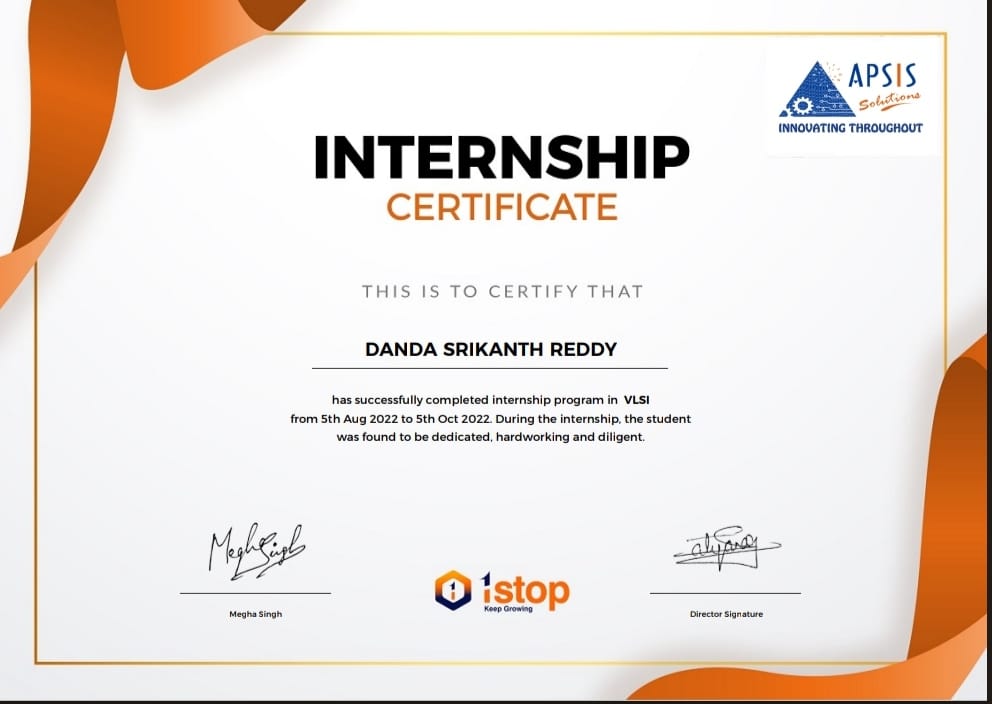 APSIS
Solutions
INNOVATING THROUGHOUT
INTERNSHIP
CERTIFICATE
THIS IS TO CERTIFY THAT
DANDA SRIKANTH REDDY
has successfully completed internship program in VLSI
from 5th Aug 2022 to 5th Oct 2022. During the internship, the student
was found to be dedicated, hardworking and diligent.
Megha Singh
Megha Singh
1stop
Keep Growing
Director Signature